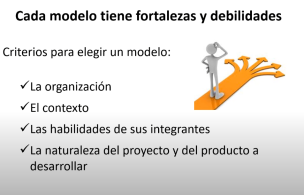 Cada modelo tiene fortalezas y debilidades
Criterios para elegir un modelo:
✓La organización
✓El contexto
✓Las habilidades de sus integrantes
✓La naturaleza del proyecto y del producto a
desarrollar